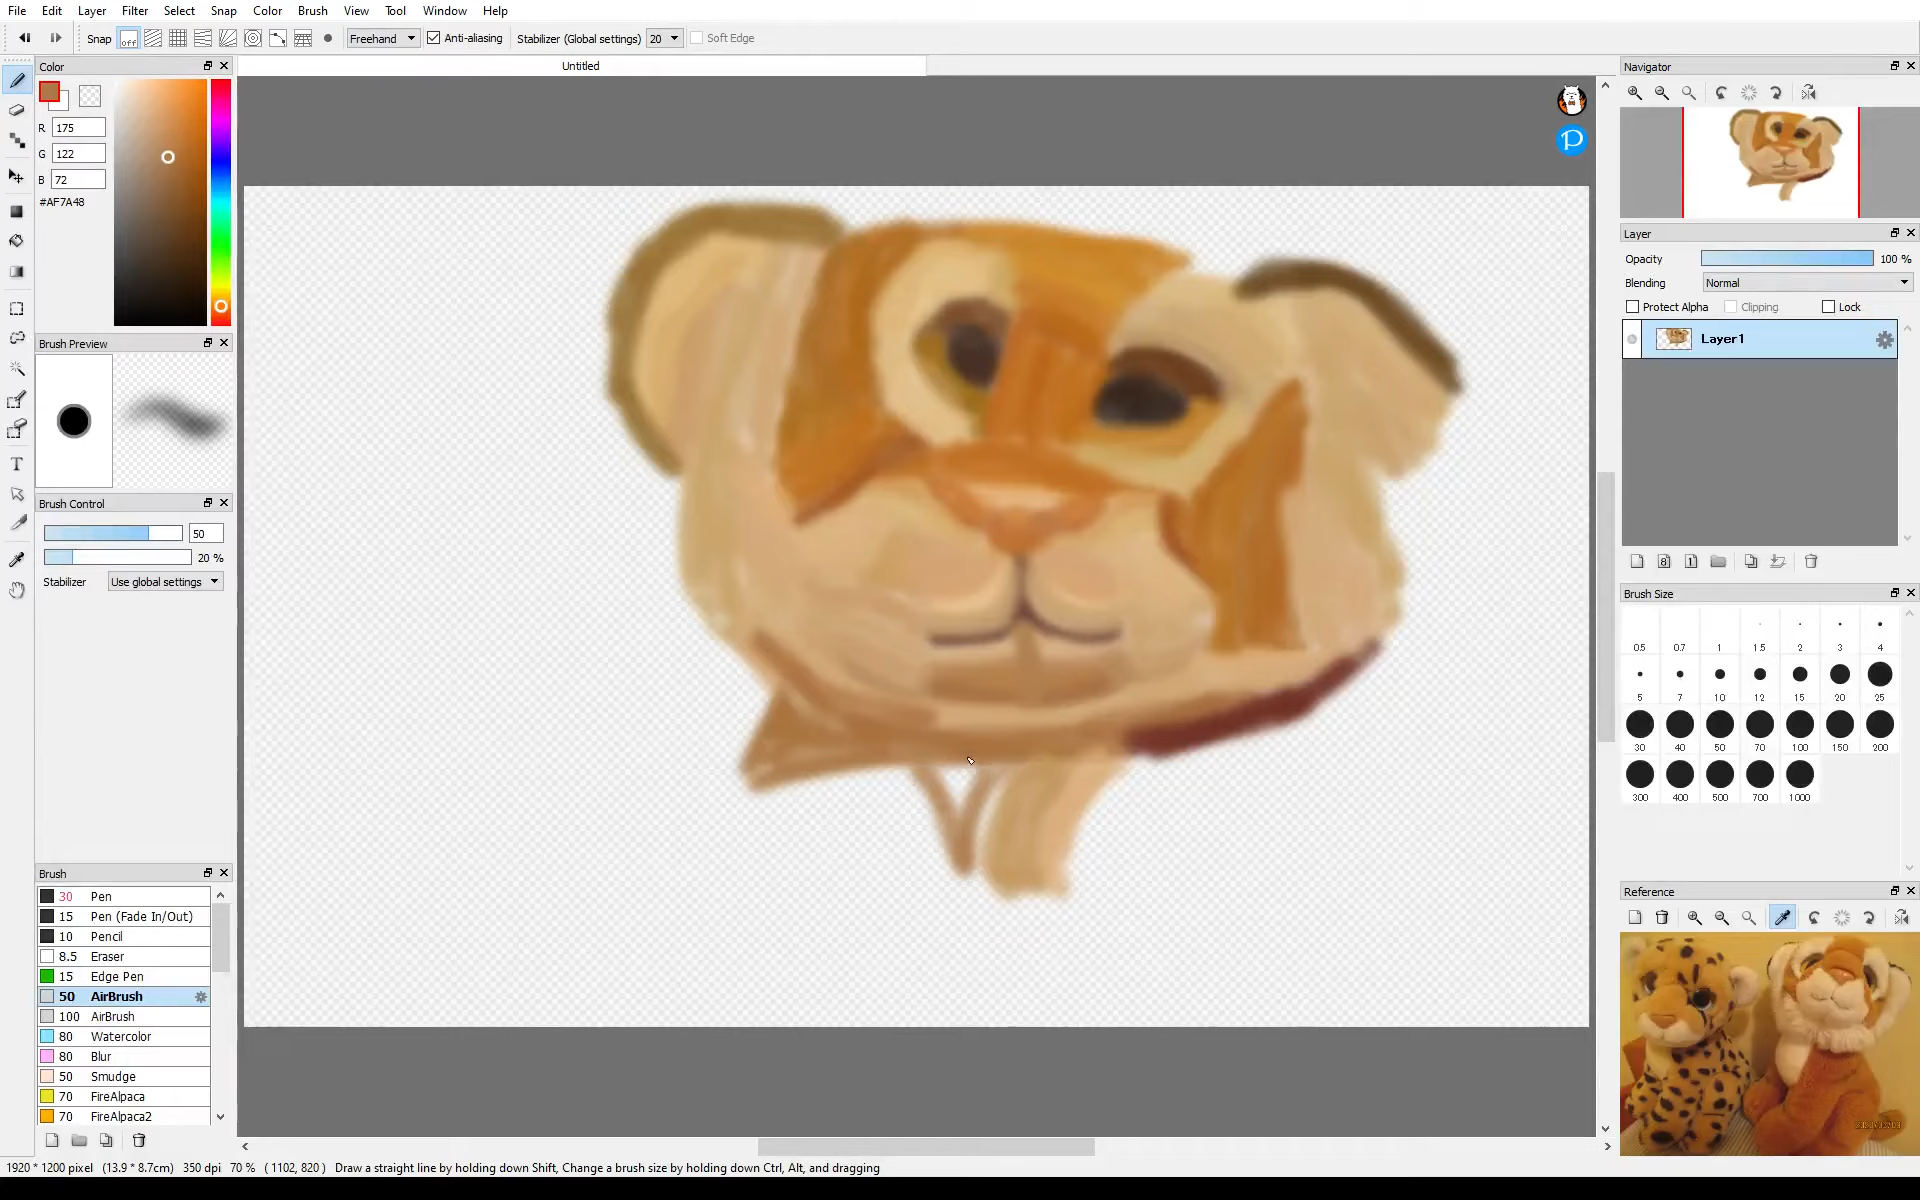 File Edit Layer Filter Select Snap Color Brush View Tool Window Help
Snap off Freehand Anti-aliasing Stabilizer (Global settings) 20 Soft Edge
Color
Untitled
Navigator
R 175
G 122
B 72
#AF7A48
Brush Preview
Brush Control
50
20 %
Stabilizer Use global settings
Brush
30 Pen
15 Pen (Fade In/Out)
10 Pencil
8.5 Eraser
15 Edge Pen
50 AirBrush
100 AirBrush
80 Watercolor
80 Blur
50 Smudge
70 FireAlpaca
70 FireAlpaca2
P
Layer
Opacity 100 %
Blending Normal
Protect Alpha Clipping Lock
Layer1
8 1
Brush Size
0.5 0.7 1 1.5 2 3 4
5 7 10 12 15 20 25
30 40 50 70 100 150 200
300 400 500 700 1000
Reference
1920 * 1200 pixel (13.9 * 8.7cm) 350 dpi 70 % ( 1102, 820 ) Draw a straight line by holding down Shift, Change a brush size by holding down Ctrl, Alt, and dragging